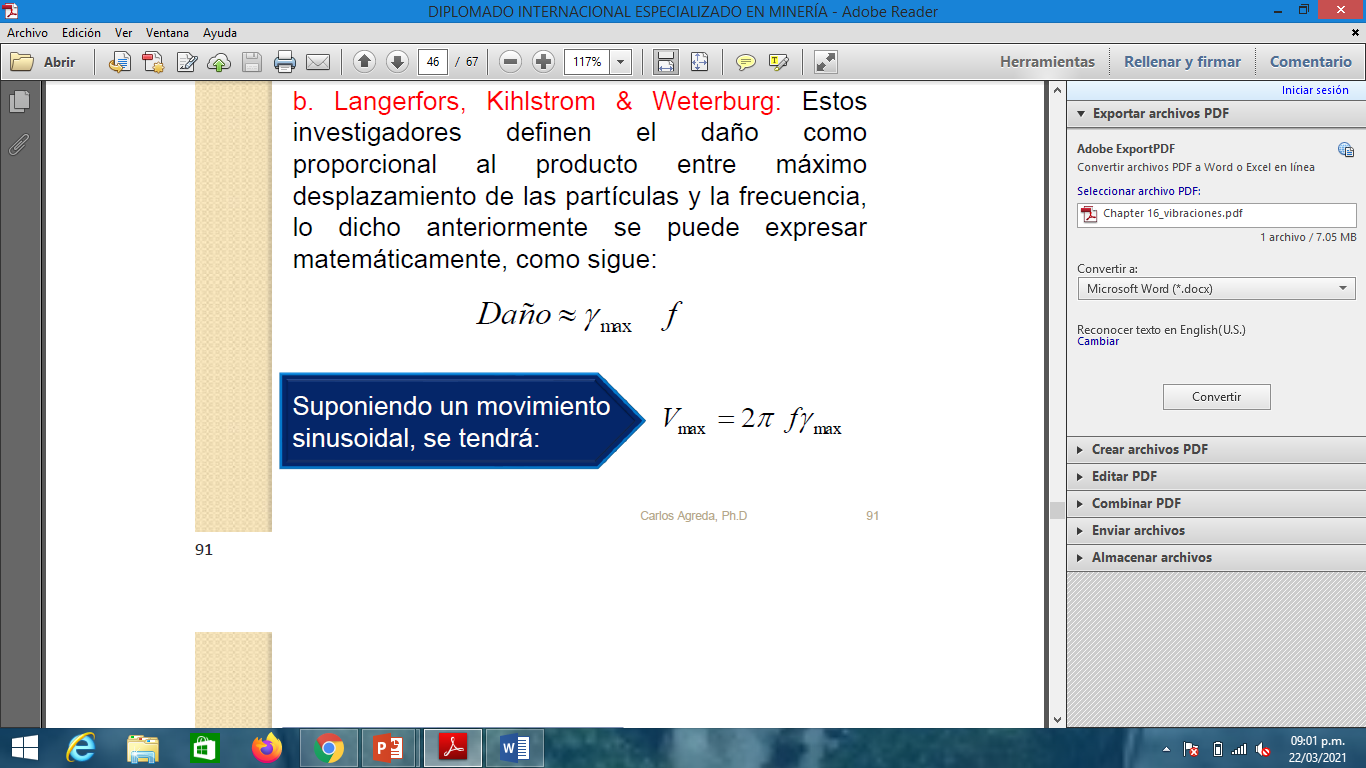 DIPLOMADO INTERNACIONAL ESPECIALIZADO EN MINERÍA - Adobe Reader
Archivo Edición Ver Ventana Ayuda
Abrir 46 / 67 117% Herramientas Rellenar y firmar Comentario
b. Langerfors, Kihlstrom & Weterburg: Estos
investigadores definen el daño como
proporcional al producto entre máximo
desplazamiento de las partículas y la frecuencia,
lo dicho anteriormente se puede expresar
matemáticamente, como sigue:
Daño ≈ γ max f
Suponiendo un movimiento
sinusoidal, se tendrá:
V max = 2π fγ max
Carlos Agreda, Ph.D 91
91
Iniciar sesión
Exportar archivos PDF
Adobe ExportPDF
Convertir archivos PDF a Word o Excel en línea
Seleccionar archivo PDF:
Chapter 16_vibraciones.pdf
1 archivo / 7.05 MB
Convertir a:
Microsoft Word (*.docx)
Reconocer texto en English(U.S.)
Cambiar
Convertir
Crear archivos PDF
Editar PDF
Combinar PDF
Enviar archivos
Almacenar archivos
09:01 p.m.
22/03/2021